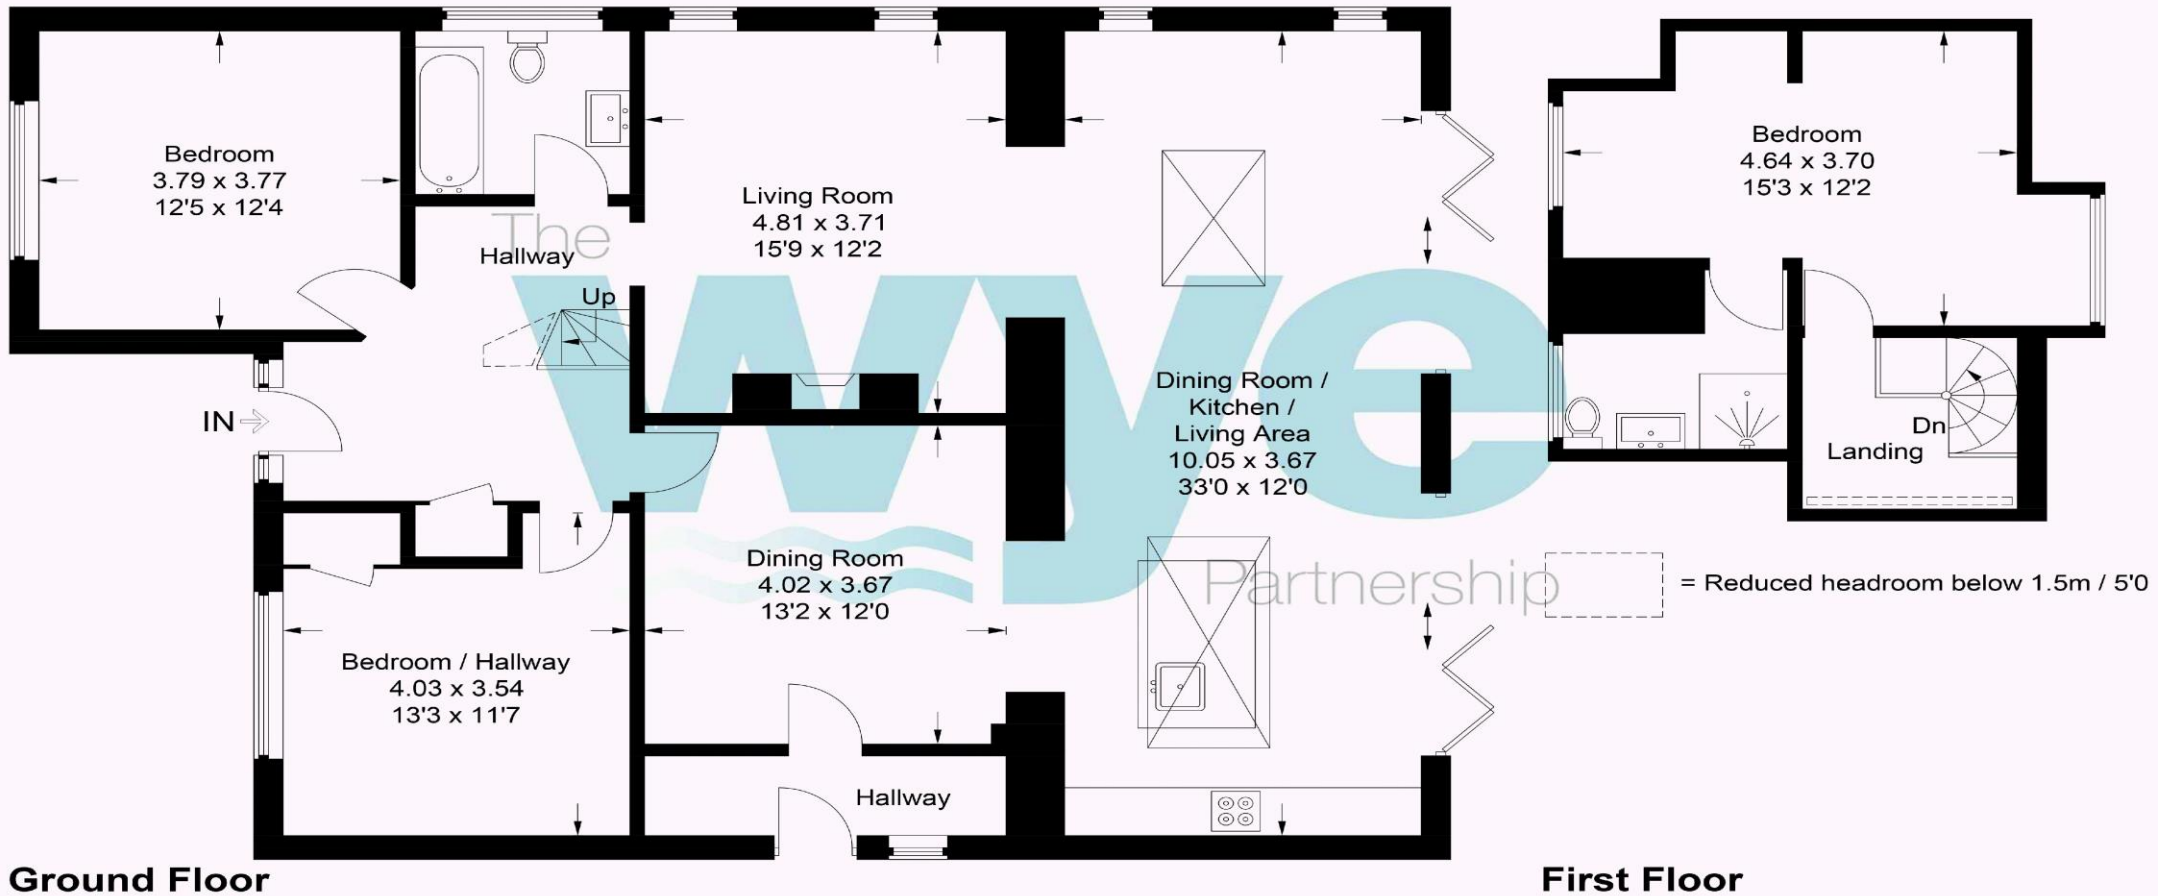 Bedroom
3.79 x 3.77
12'5 x 12'4
Living Room
4.81 x 3.71
15'9 x 12'2
Bedroom
4.64 x 3.70
15'3 x 12'2
The
wye
Partnership
Hallway
Up
IN
Dining Room /
Kitchen /
Living Area
10.05 x 3.67
33'0 x 12'0
Dn
Landing
Dining Room
4.02 x 3.67
13'2 x 12'0
= Reduced headroom below 1.5m / 5'0
Bedroom / Hallway
4.03 x 3.54
13'3 x 11'7
Hallway
Ground Floor
First Floor